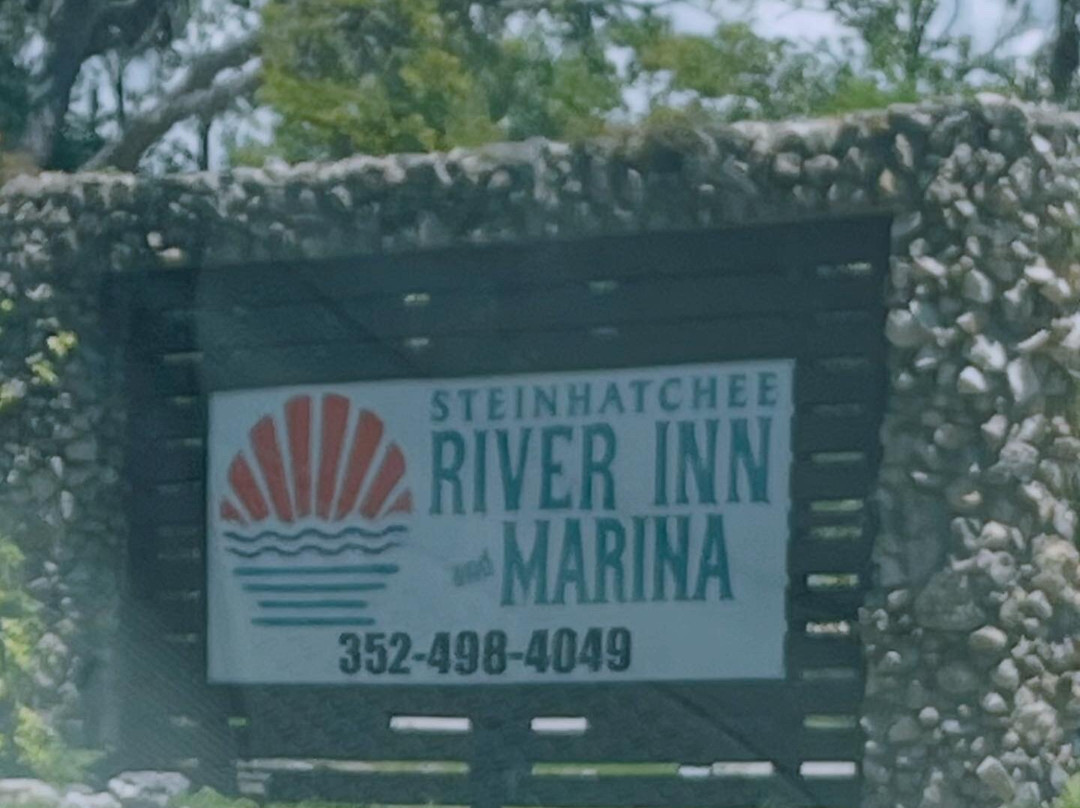 STEINHATCHEE
RIVER INN
and MARINA
352-498-4049